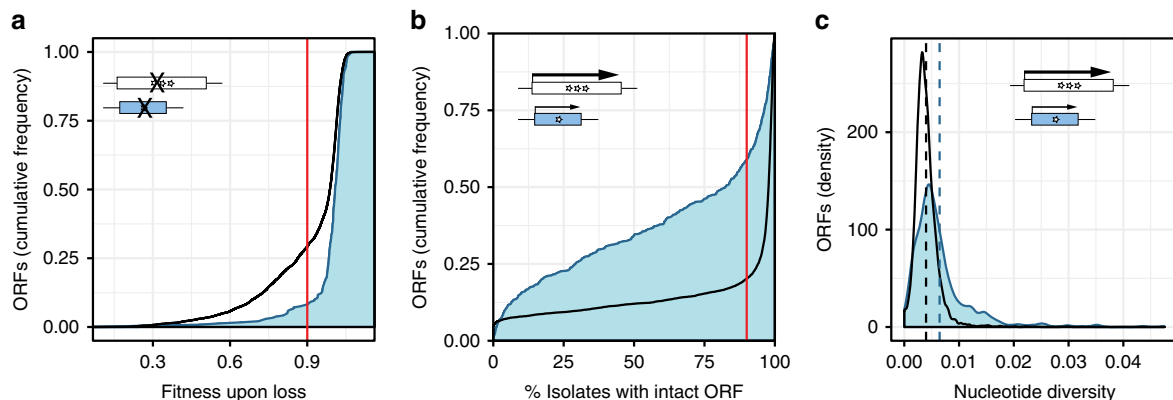 a
1.00
0.75
0.50
0.25
0.00
ORFs (cumulative frequency)
0.3 0.6 0.9
Fitness upon loss
b
1.00
0.75
0.50
0.25
0.00
ORFs (cumulative frequency)
0 25 50 75 100
% Isolates with intact ORF
c
200
100
0
ORFs (density)
0.00 0.01 0.02 0.03 0.04
Nucleotide diversity